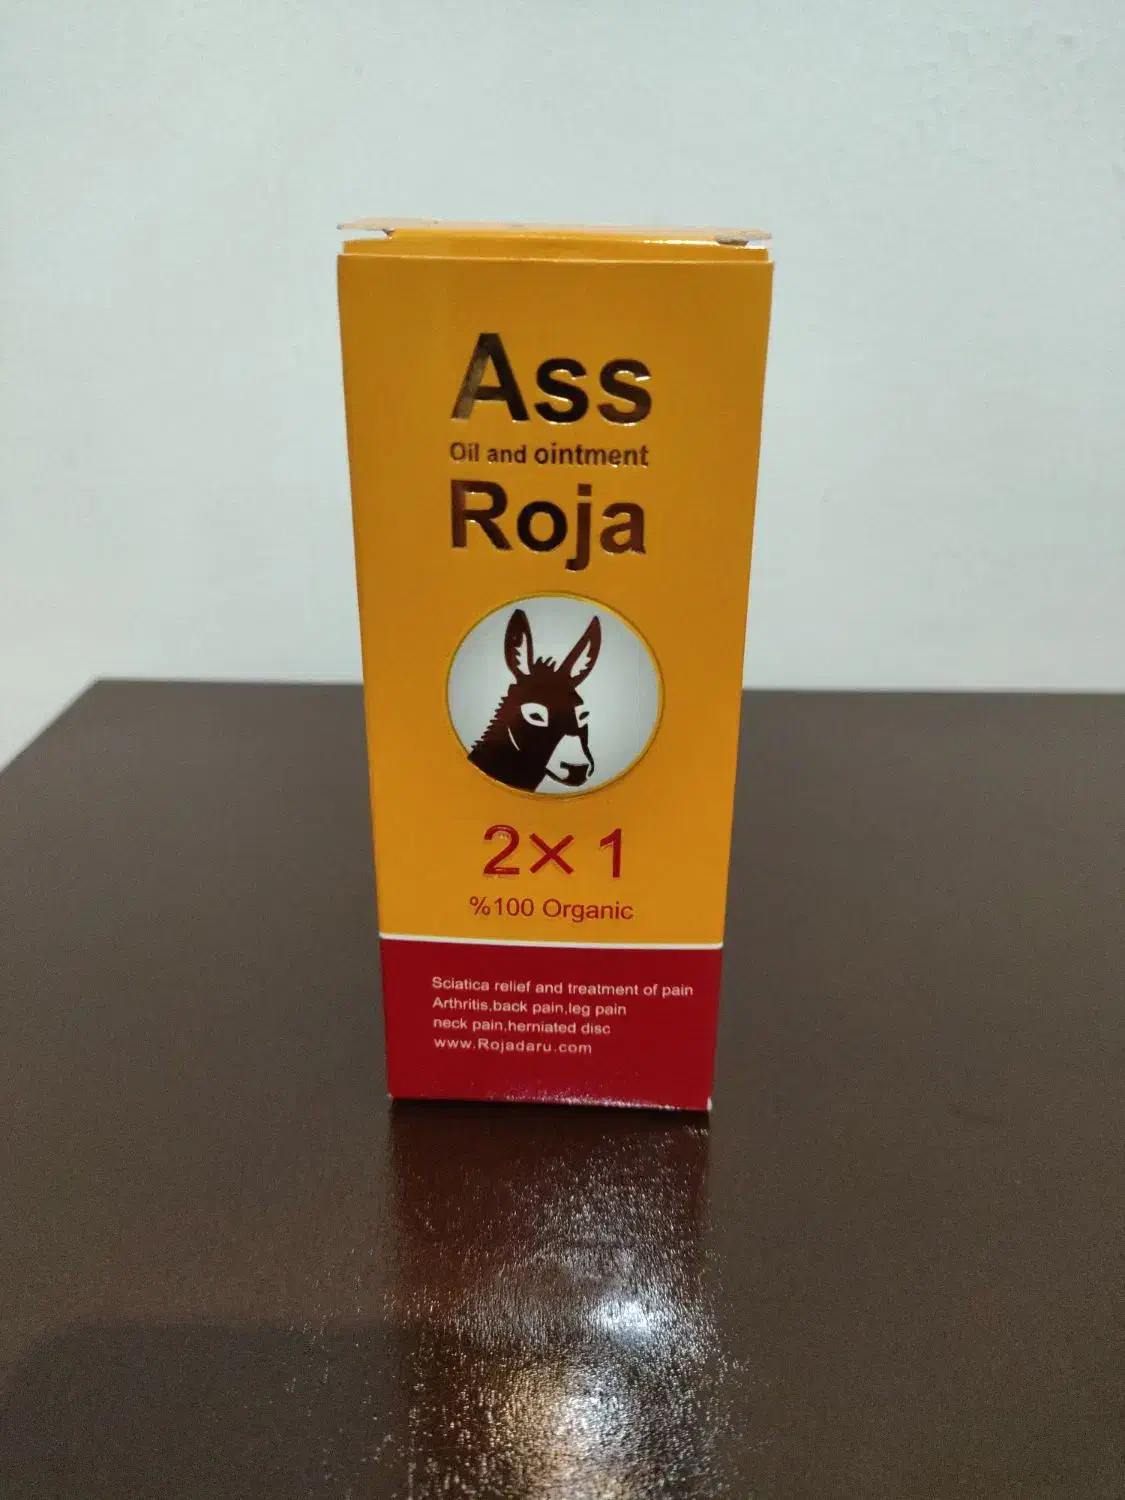 Ass
Oil and ointment
Roja
2× 1
%100 Organic
Sciatica relief and treatment of pain
Arthritis,back pain,leg pain
neck pain,herniated disc
www.Rojadaru.com